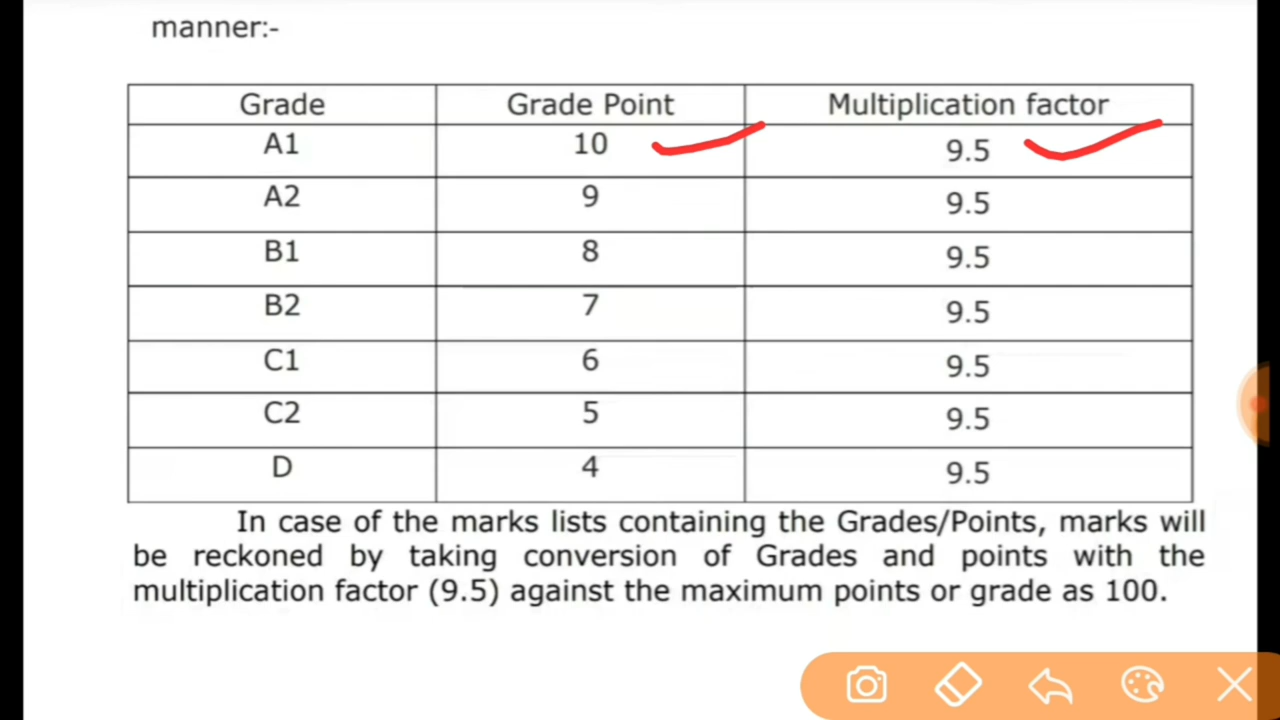 manner:-
Grade Grade Point Multiplication factor
A1 10 9.5
A2 9 9.5
B1 8 9.5
B2 7 9.5
C1 6 9.5
C2 5 9.5
D 4 9.5
In case of the marks lists containing the Grades/Points, marks will
be reckoned by taking conversion of Grades and points with the
multiplication factor (9.5) against the maximum points or grade as 100.